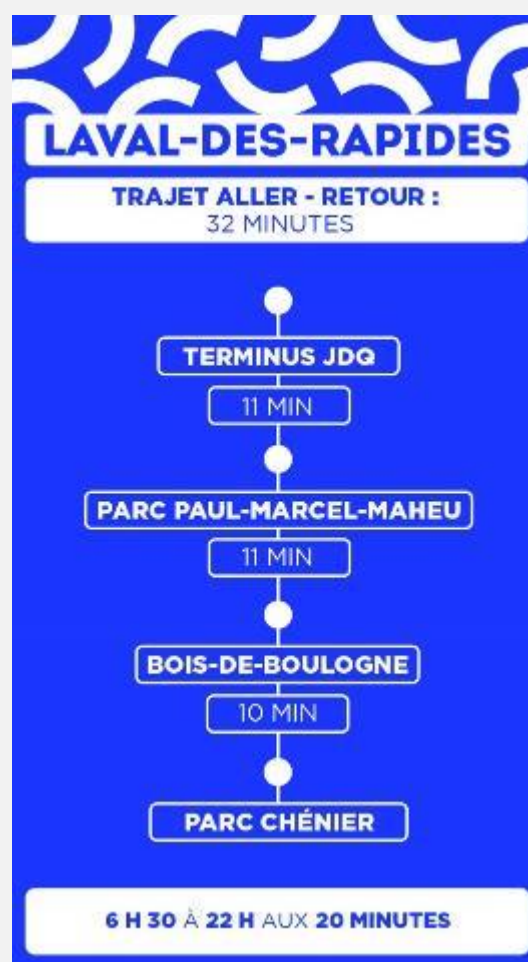 LAVAL-DES-RAPIDES
TRAJET ALLER - RETOUR :
32 MINUTES
TERMINUS JDQ
11 MIN
PARC PAUL-MARCEL-MAHEU
11 MIN
BOIS-DE-BOULOGNE
10 MIN
PARC CHÉNIER
6 H 30 À 22 H AUX 20 MINUTES